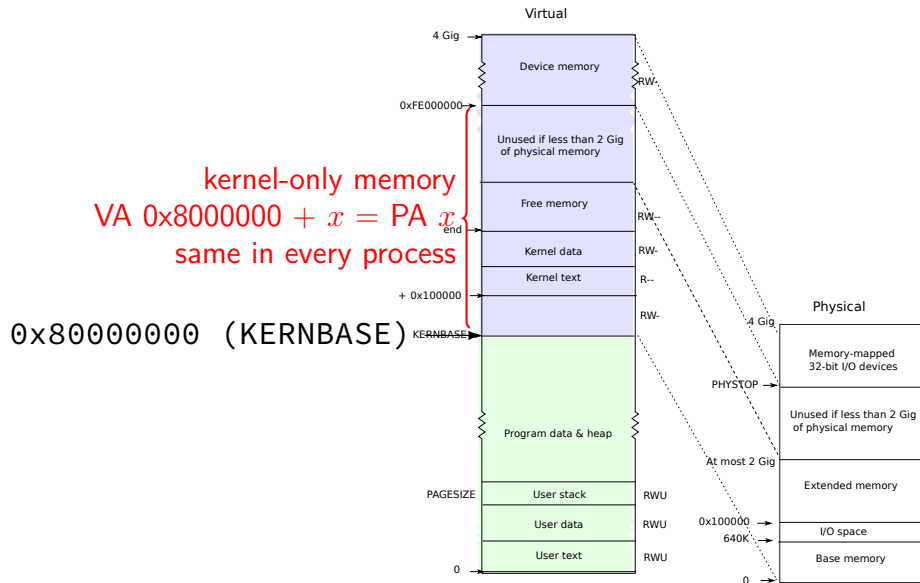 Virtual
4 Gig
Device memory
RW-
0xFE000000
Unused if less than 2 Gig
of physical memory
kernel-only memory
VA 0x8000000 + x = PA x
same in every process
Free memory
RW--
end
Kernel data
RW-
Kernel text
R--
+ 0x100000
RW-
0x80000000 (KERNBASE)
KERNBASE
Program data & heap
PAGESIZE
User stack
RWU
User data
RWU
User text
RWU
0
Physical
4 Gig
Memory-mapped
32-bit I/O devices
PHYSTOP
Unused if less than 2 Gig
of physical memory
At most 2 Gig
Extended memory
0x100000
I/O space
640K
Base memory
0